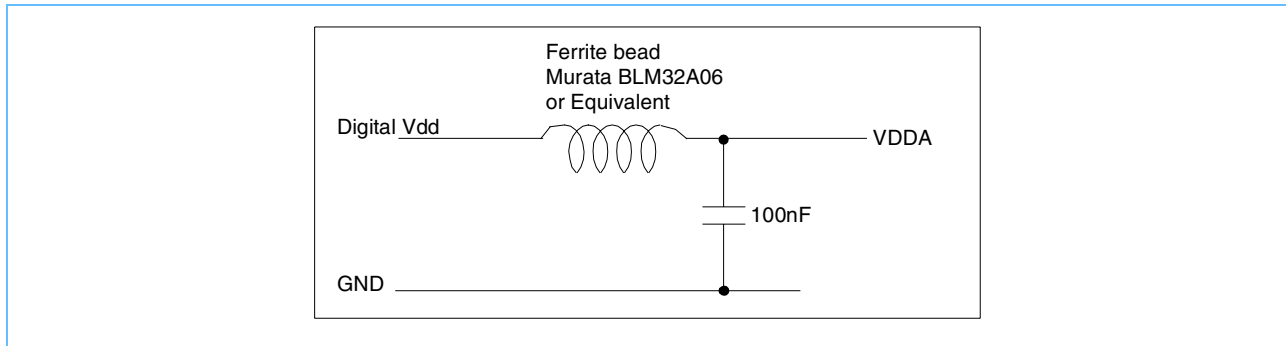 Ferrite bead
Murata BLM32A06
or Equivalent
Digital Vdd
VDDA
100nF
GND